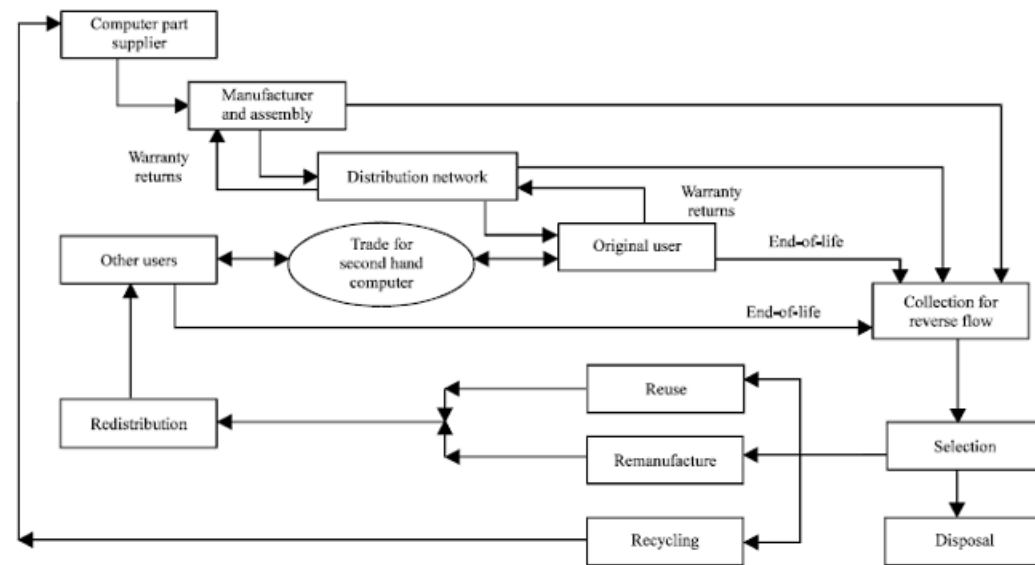 Computer part
supplier
Manufacturer
and assembly
Warranty
returns
Distribution network
Warranty
returns
Original user
End-of-life
Trade for
second hand
computer
Other users
Collection for
reverse flow
End-of-life
Reuse
Redistribution
Selection
Remanufacture
Recycling
Disposal